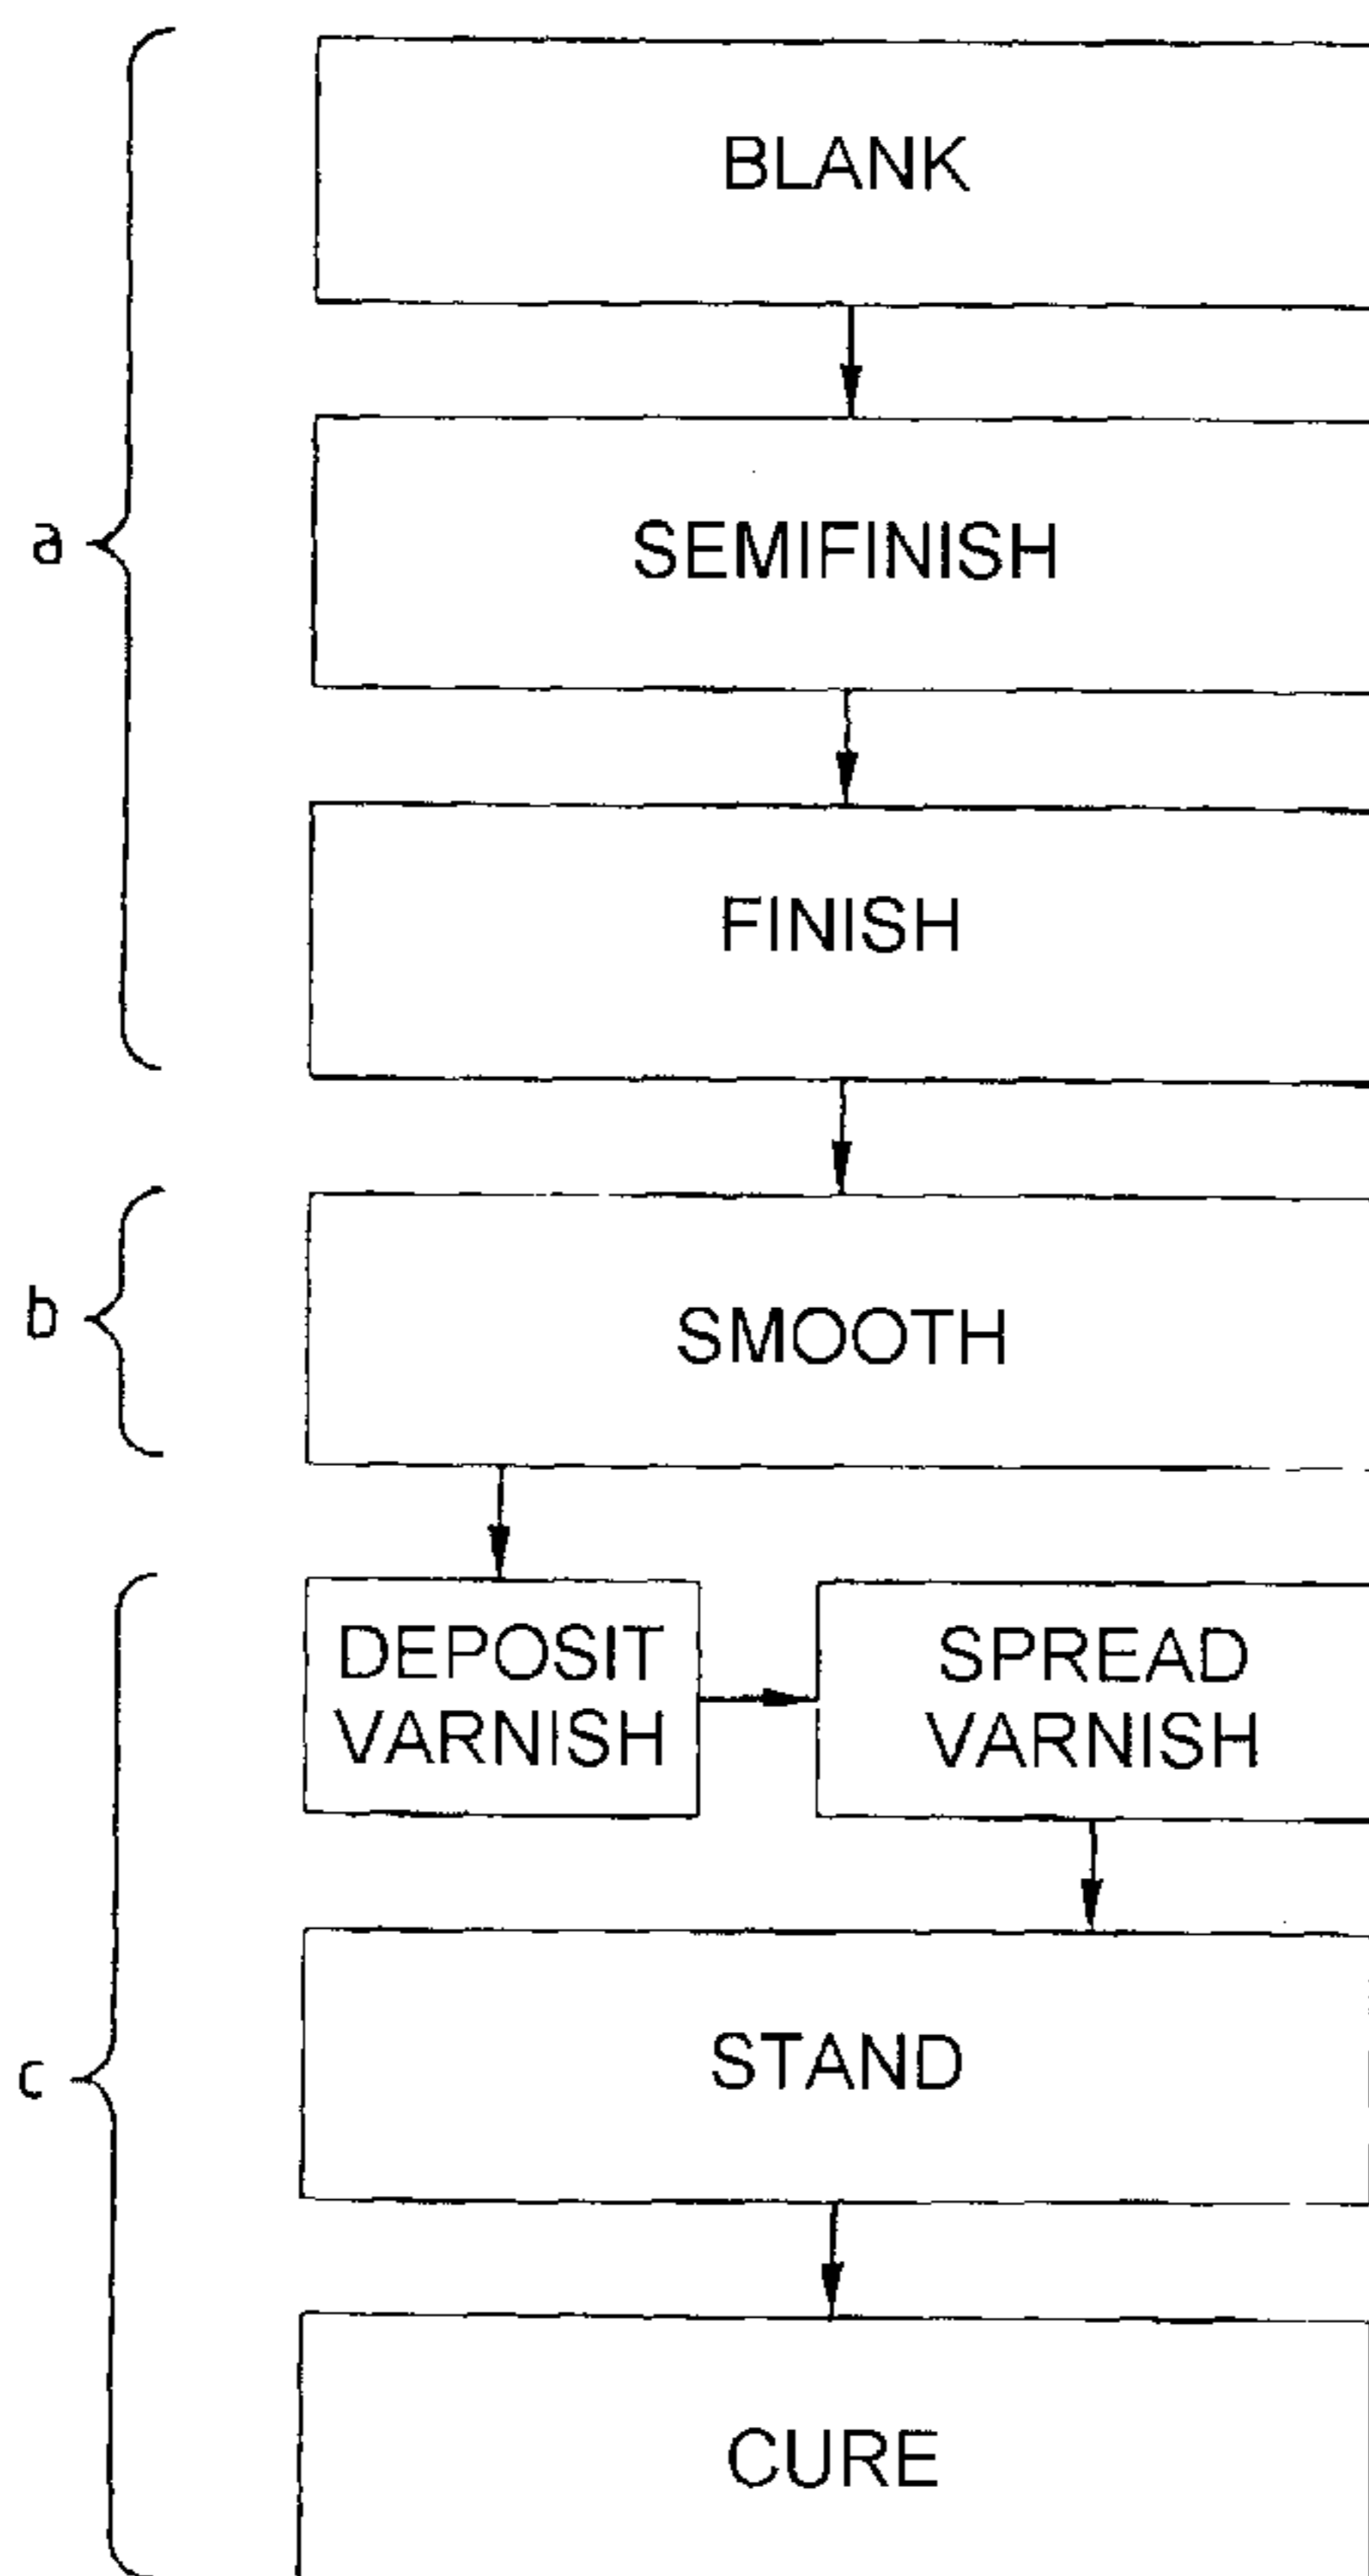 BLANK
a
SEMIFINISH
FINISH
b
SMOOTH
DEPOSIT
VARNISH
SPREAD
VARNISH
c
STAND
CURE